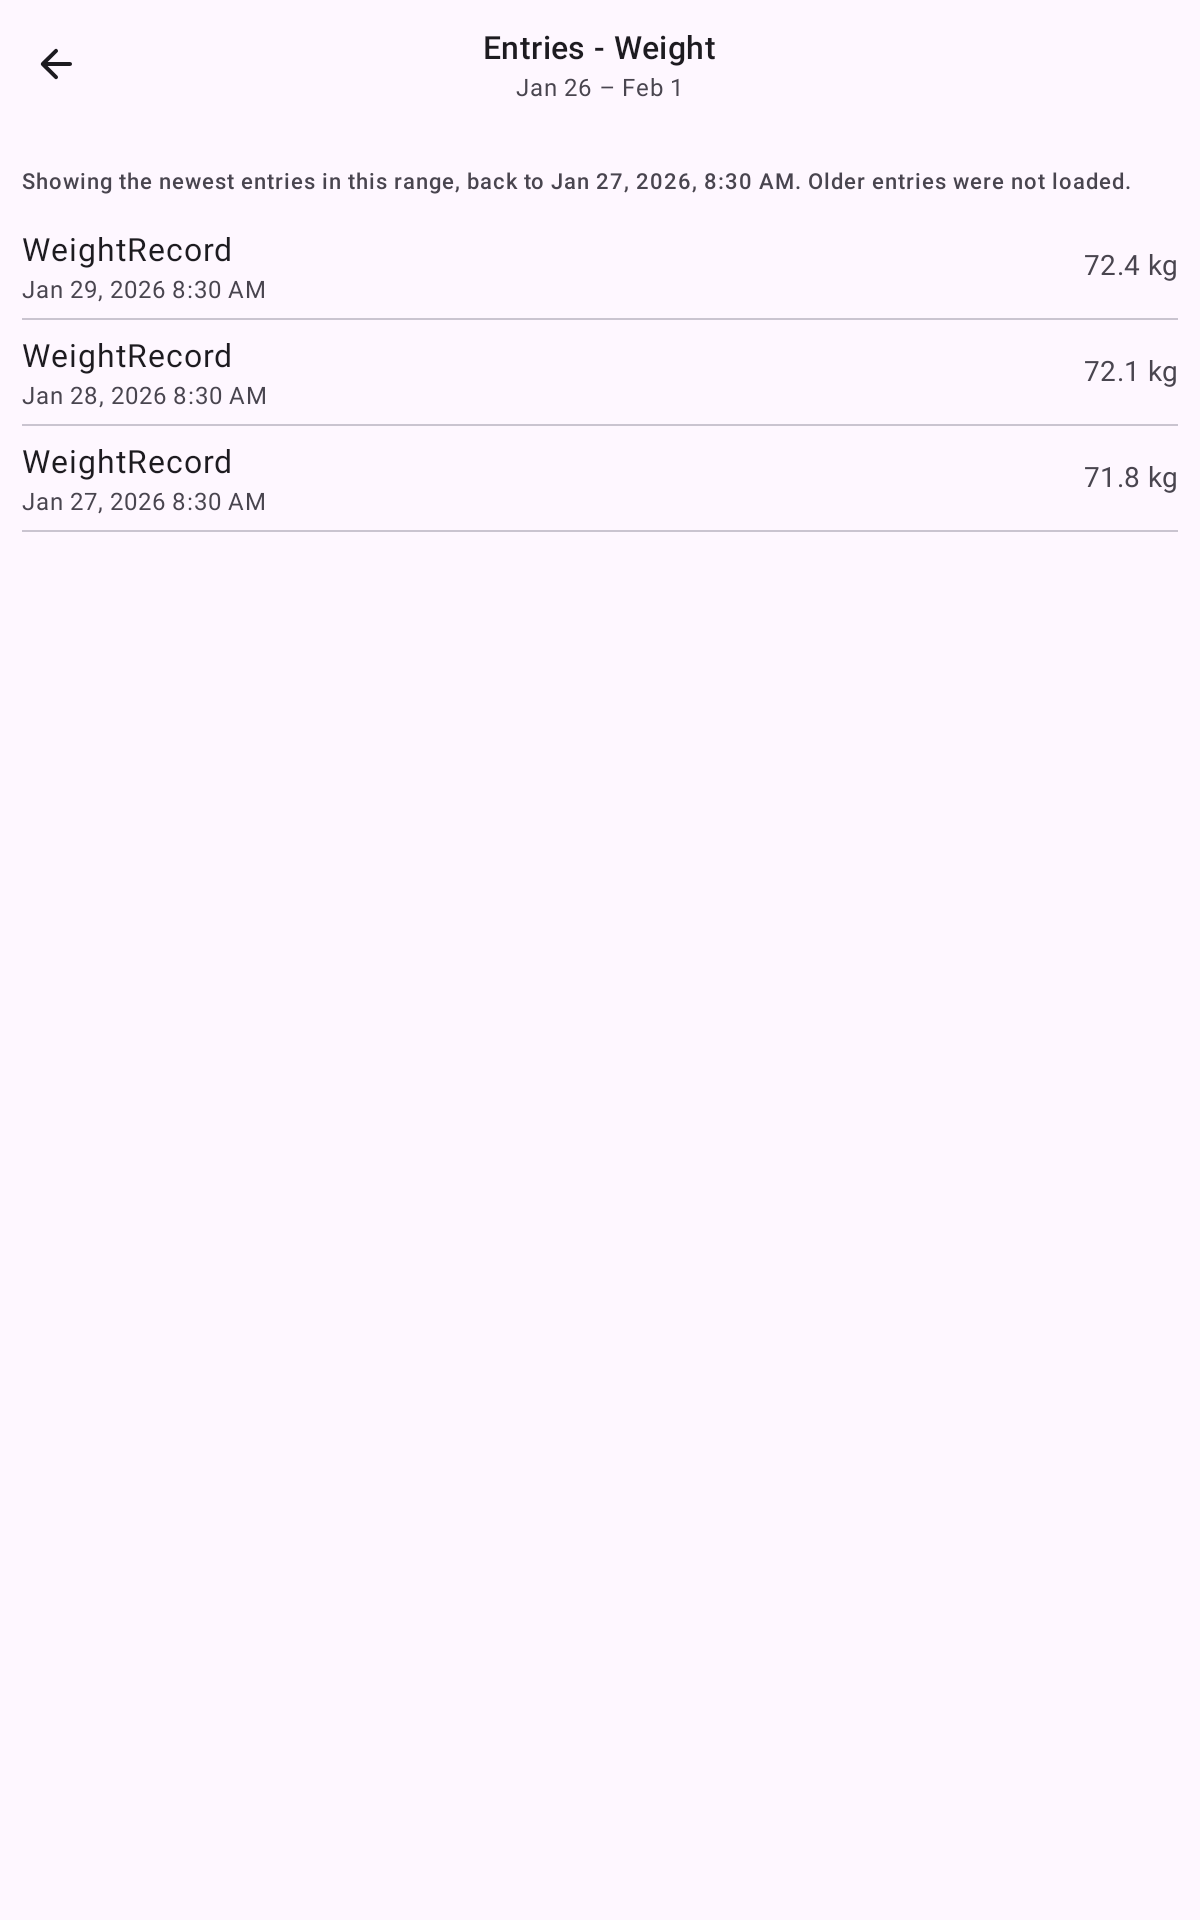 Entries - Weight
Jan 26 – Feb 1
Showing the newest entries in this range, back to Jan 27, 2026, 8:30 AM. Older entries were not loaded.
WeightRecord
Jan 29, 2026 8:30 AM
72.4 kg
WeightRecord
Jan 28, 2026 8:30 AM
72.1 kg
WeightRecord
Jan 27, 2026 8:30 AM
71.8 kg